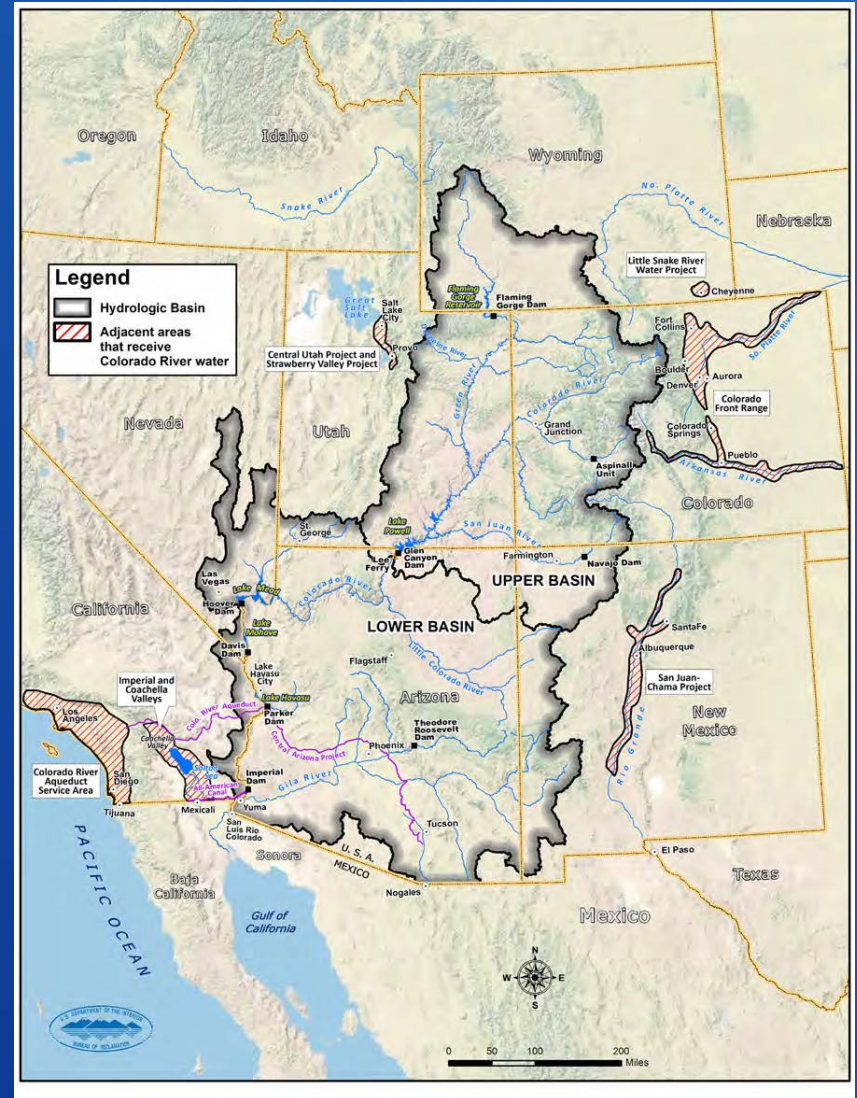 Oregon
Idaho
Wyoming
Snake River
No. Platte River
Nebraska
Legend
Hydrologic Basin
Adjacent areas
that receive
Colorado River water
Little Snake River
Water Project
Cheyenne
Flaming
Gorge
Reservoir
Flaming
Gorge Dam
Great
Salt
Lake
Salt
Lake
City
Provo
Central Utah Project and
Strawberry Valley Project
Fort
Collins
So. Platte River
Boulder
Denver
Aurora
Colorado
Front Range
Green River
Colorado River
Grand
Junction
Nevada
Utah
Colorado
Springs
Pueblo
Aspinall
Unit
Arkansas River
Colorado
Lake
Powell
San Juan River
St.
George
Lee
Ferry
Glen
Canyon
Dam
Farmington
Navajo Dam
UPPER BASIN
Las
Vegas
Lake Mead
Colorado River
California
Hoover
Dam
Lake
Mohave
LOWER BASIN
Davis
Dam
Little Colorado River
Flagstaff
SantaFe
Albuquerque
Imperial and
Coachella
Valleys
Lake
Havasu
City
Lake Havasu
Arizona
San Juan-
Chama Project
New
Mexico
Los
Angeles
Colo. River Aqueduct
Parker
Dam
Coachella
Valley
Central Arizona Project
Theodore
Roosevelt
Dam
Phoenix
Rio Grande
Colorado River
Aqueduct
Service Area
San
Diego
Salton
Sea
All-American
Canal
Imperial
Dam
Gila River
Tijuana
Mexicali
Yuma
San
Luis Rio
Colorado
Tucson
Sonora
U. S. A.
MEXICO
El Paso
Texas
Baja
California
Nogales
Mexico
PACIFIC OCEAN
Gulf of
California
N
W
E
S
U.S. DEPARTMENT OF THE INTERIOR
BUREAU OF RECLAMATION
0
50
100
200
Miles